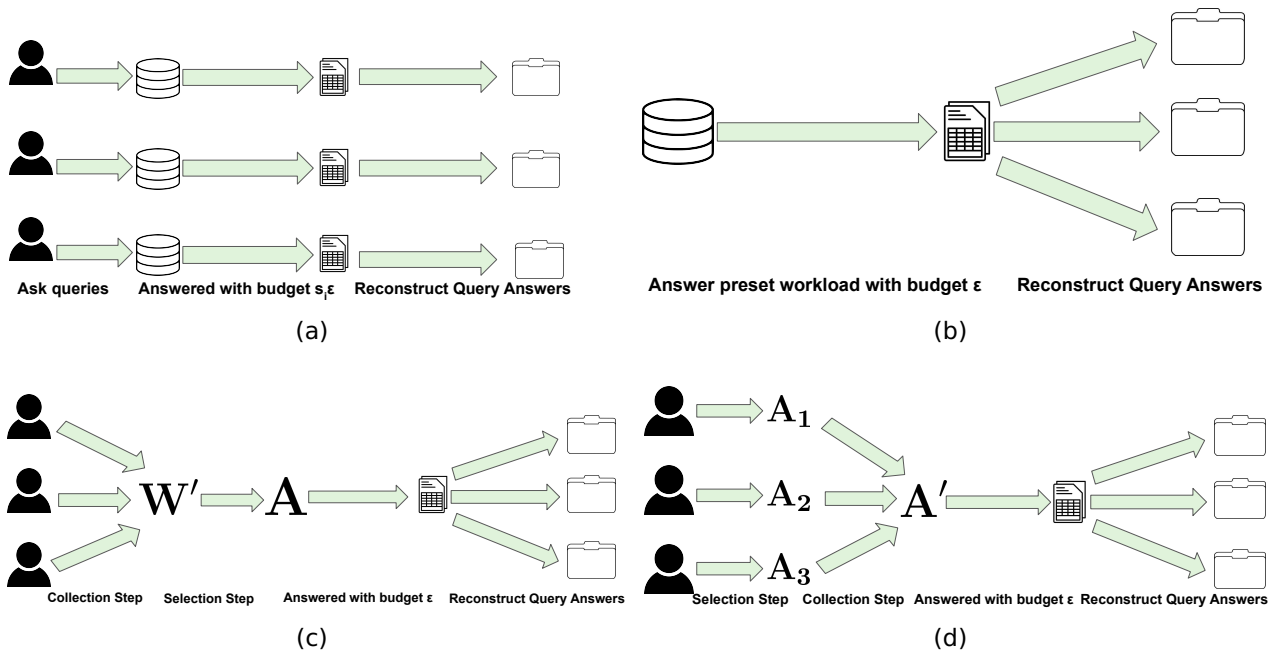 Ask queries Answered with budget sᵢε Reconstruct Query Answers
(a)
Answer preset workload with budget ε Reconstruct Query Answers
(b)
W′ A
Collection Step Selection Step Answered with budget ε Reconstruct Query Answers
(c)
A₁
A₂ A′
A₃
Selection Step Collection Step Answered with budget ε Reconstruct Query Answers
(d)